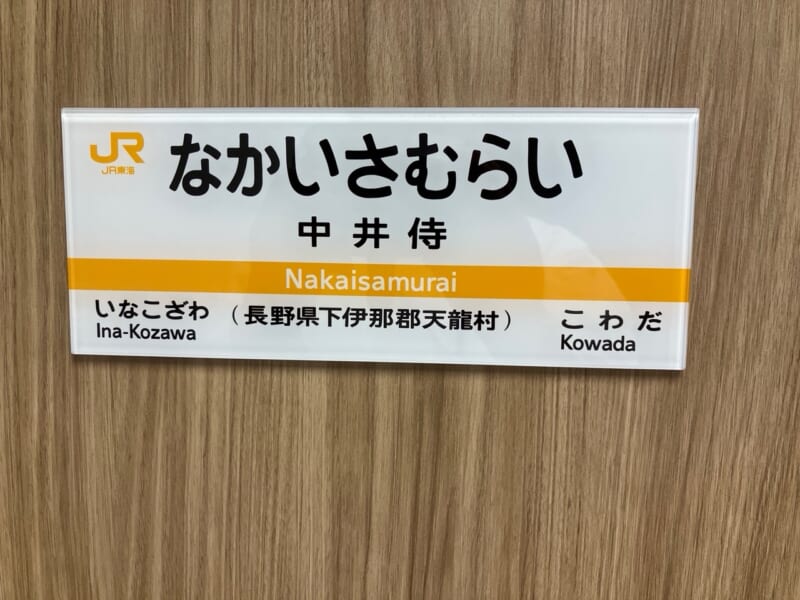 JR
JR東海
なかいさむらい
中井侍
Nakaisamurai
いなこざわ
Ina-Kozawa
（長野県下伊那郡天龍村）
こわだ
Kowada